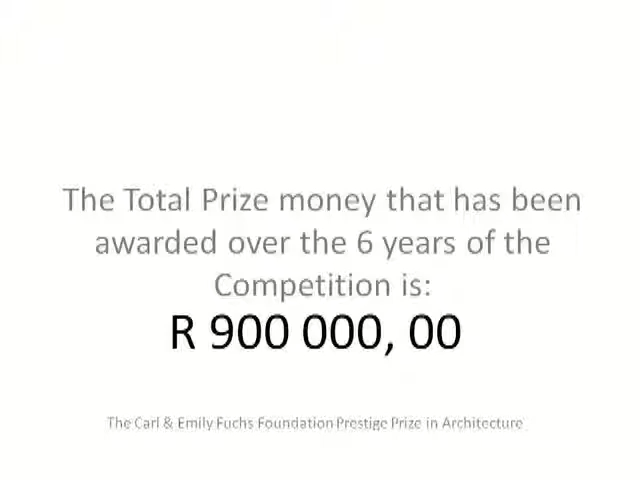 The Total Prize money that has been
awarded over the 6 years of the
Competition is:
R 900 000, 00
The Carl & Emily Fuchs Foundation Prestige Prize in Architecture